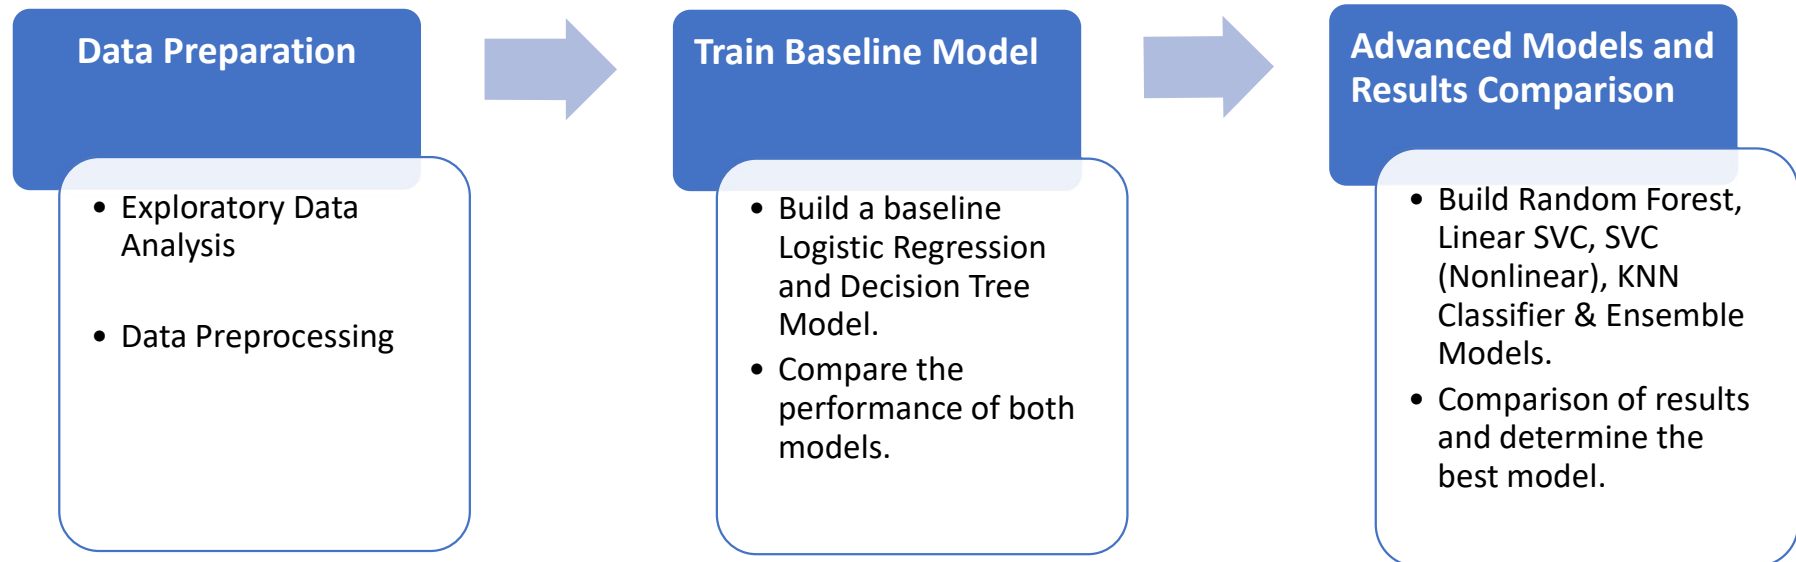 Data Preparation
• Exploratory Data
Analysis
• Data Preprocessing
Train Baseline Model
• Build a baseline
Logistic Regression
and Decision Tree
Model.
• Compare the
performance of both
models.
Advanced Models and
Results Comparison
• Build Random Forest,
Linear SVC, SVC
(Nonlinear), KNN
Classifier & Ensemble
Models.
• Comparison of results
and determine the
best model.